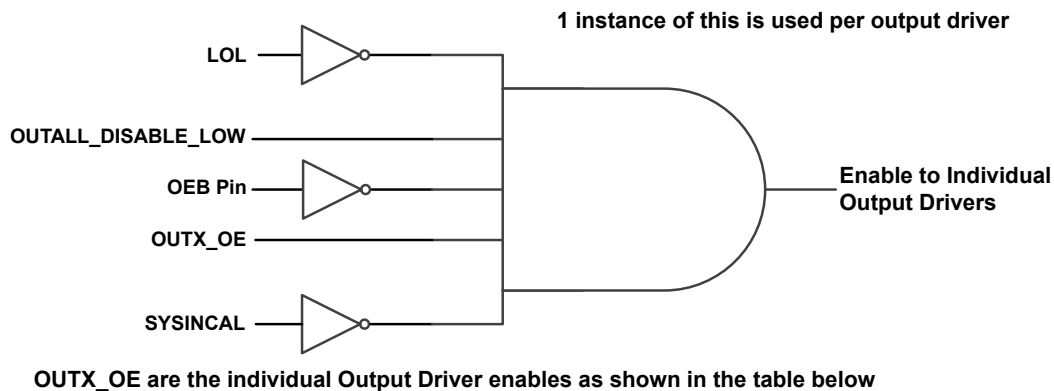 1 instance of this is used per output driver
LOL
OUTALL_DISABLE_LOW
OEB Pin
OUTX_OE
SYSINCAL
Enable to Individual
Output Drivers
OUTX_OE are the individual Output Driver enables as shown in the table below